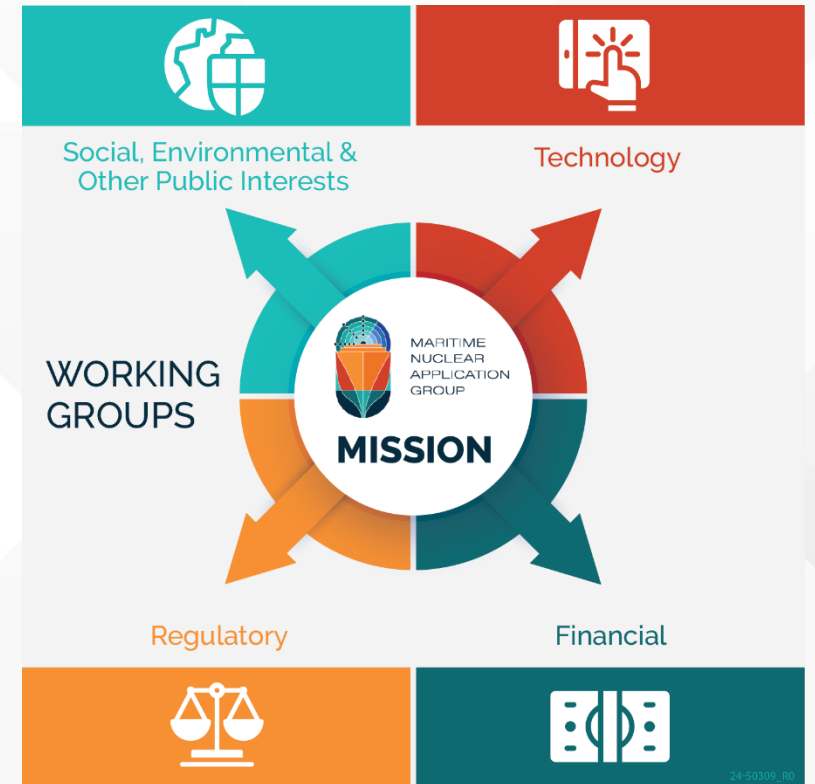 Social, Environmental &
Other Public Interests
Technology
WORKING
GROUPS
MARITIME
NUCLEAR
APPLICATION
GROUP
MISSION
Regulatory
Financial
24-50309_R0